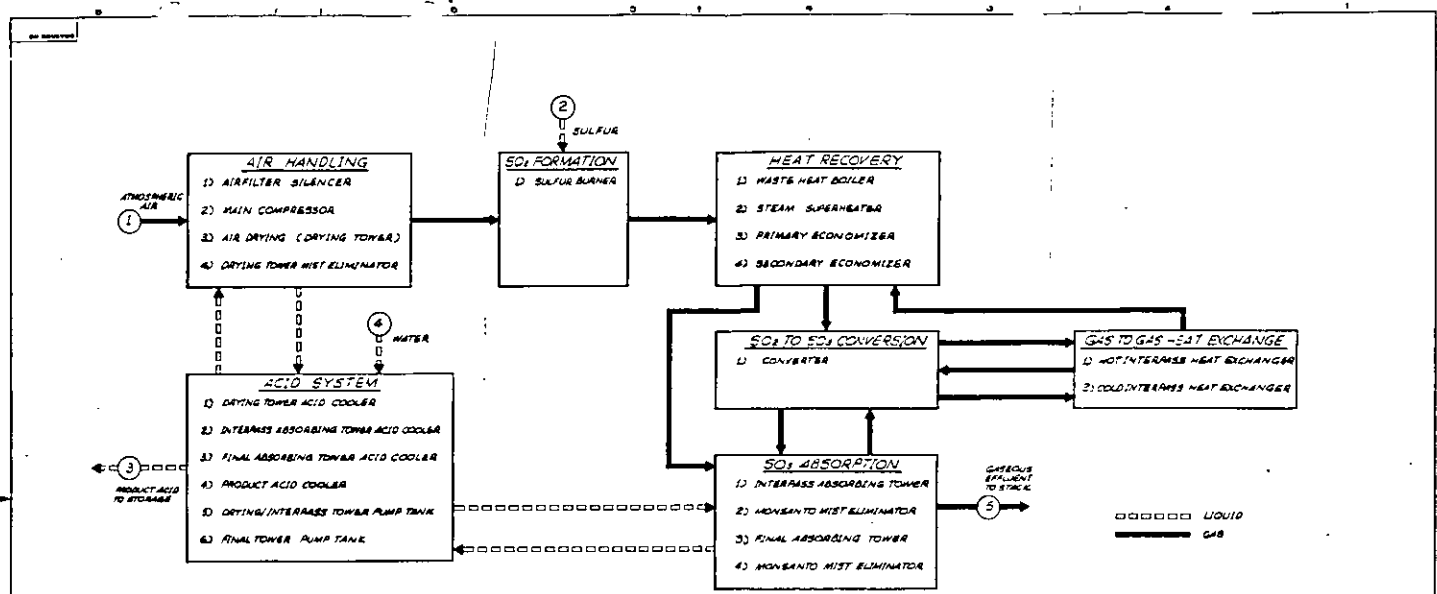 2
SULFUR
AIR HANDLING
1) AIRFILTER SILENCER
2) MAIN COMPRESSOR
3) AIR DRYING (DRYING TOWER)
4) DRYING TOWER MIST ELIMINATOR
ATMOSPHERIC
AIR
1
SO2 FORMATION
1) SULFUR BURNER
HEAT RECOVERY
1) WASTE HEAT BOILER
2) STEAM SUPERHEATER
3) PRIMARY ECONOMIZER
4) SECONDARY ECONOMIZER
4
WATER
SO2 TO SO3 CONVERSION
1) CONVERTER
GAS TO GAS HEAT EXCHANGE
1) HOT INTERPASS HEAT EXCHANGER
2) COLD INTERPASS HEAT EXCHANGER
ACID SYSTEM
1) DRYING TOWER ACID COOLER
2) INTERPASS ABSORBING TOWER ACID COOLER
3) FINAL ABSORBING TOWER ACID COOLER
4) PRODUCT ACID COOLER
5) DRYING/INTERPASS TOWER PUMP TANK
6) FINAL TOWER PUMP TANK
3
PRODUCT ACID
TO STORAGE
SO3 ABSORPTION
1) INTERPASS ABSORBING TOWER
2) MONSANTO MIST ELIMINATOR
3) FINAL ABSORBING TOWER
4) MONSANTO MIST ELIMINATOR
GASEOUS
EFFLUENT
TO STACK
5
LIQUID
GAS